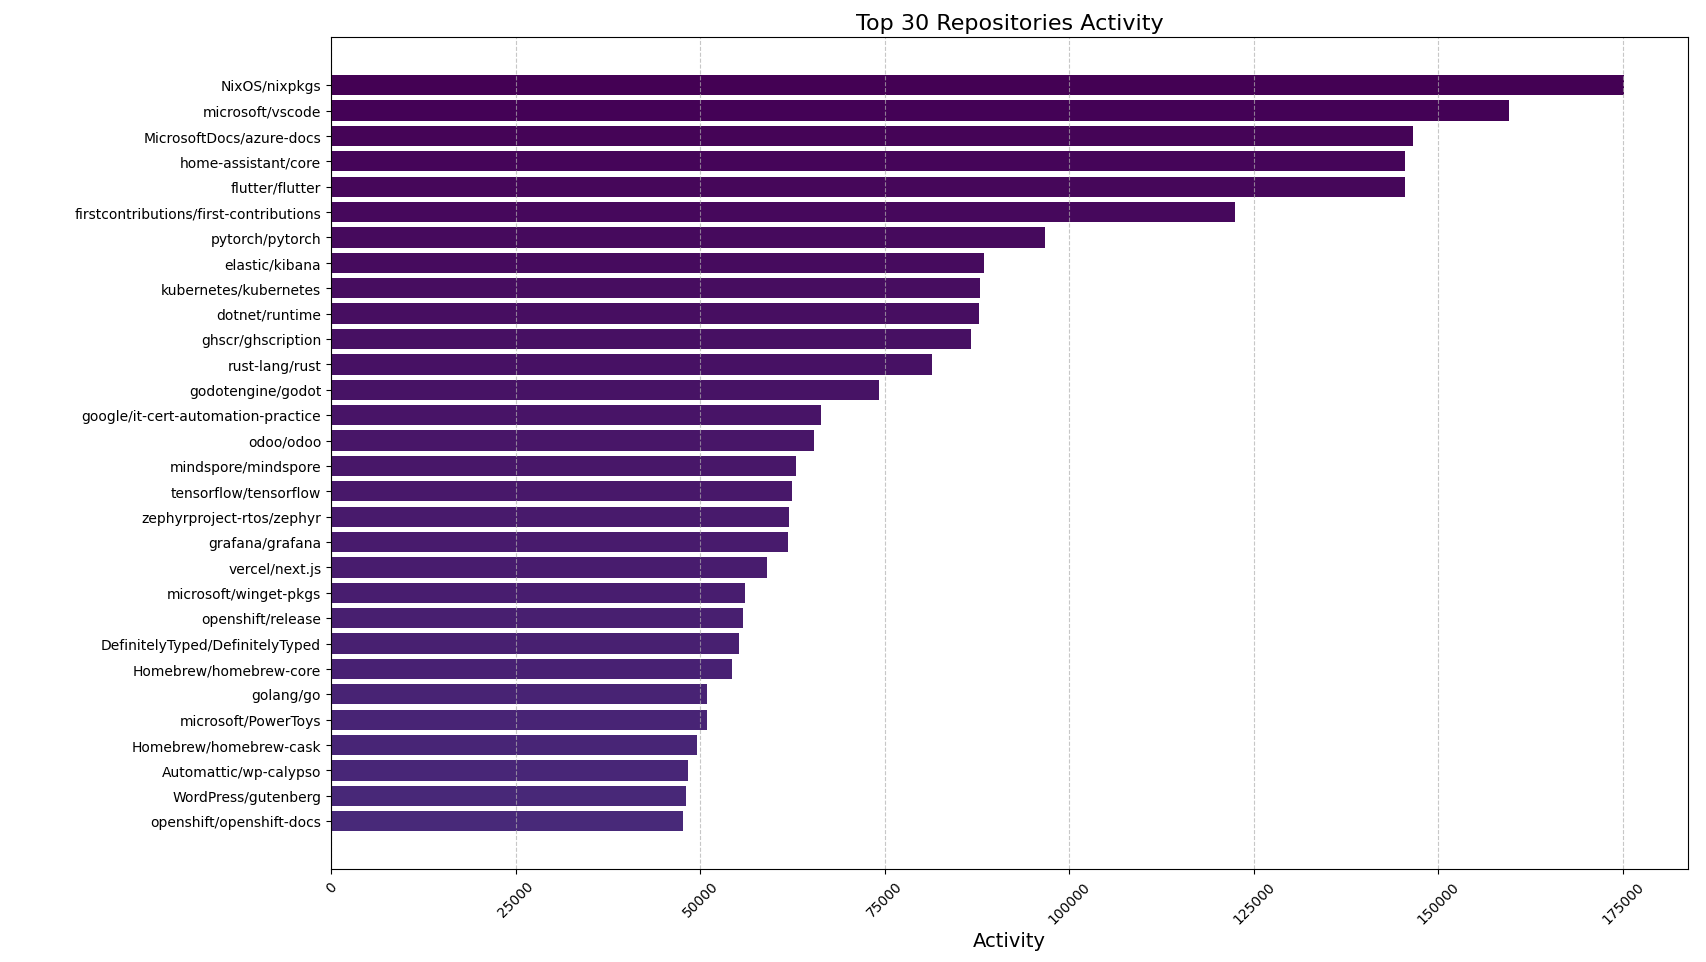 Top 30 Repositories Activity
NixOS/nixpkgs
microsoft/vscode
MicrosoftDocs/azure-docs
home-assistant/core
flutter/flutter
firstcontributions/first-contributions
pytorch/pytorch
elastic/kibana
kubernetes/kubernetes
dotnet/runtime
ghscr/ghscription
rust-lang/rust
godotengine/godot
google/it-cert-automation-practice
odoo/odoo
mindspore/mindspore
tensorflow/tensorflow
zephyrproject-rtos/zephyr
grafana/grafana
vercel/next.js
microsoft/winget-pkgs
openshift/release
DefinitelyTyped/DefinitelyTyped
Homebrew/homebrew-core
golang/go
microsoft/PowerToys
Homebrew/homebrew-cask
Automattic/wp-calypso
WordPress/gutenberg
openshift/openshift-docs
0 25000 50000 75000 100000 125000 150000 175000
Activity